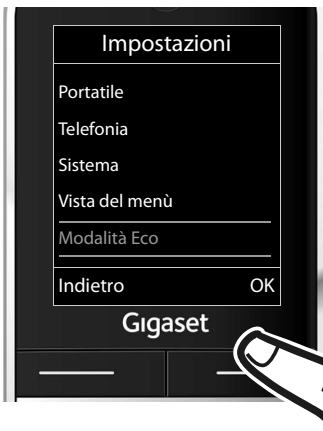 Impostazioni
Portatile
Telefonia
Sistema
Vista del menù
Modalità Eco
Indietro OK
Gigaset